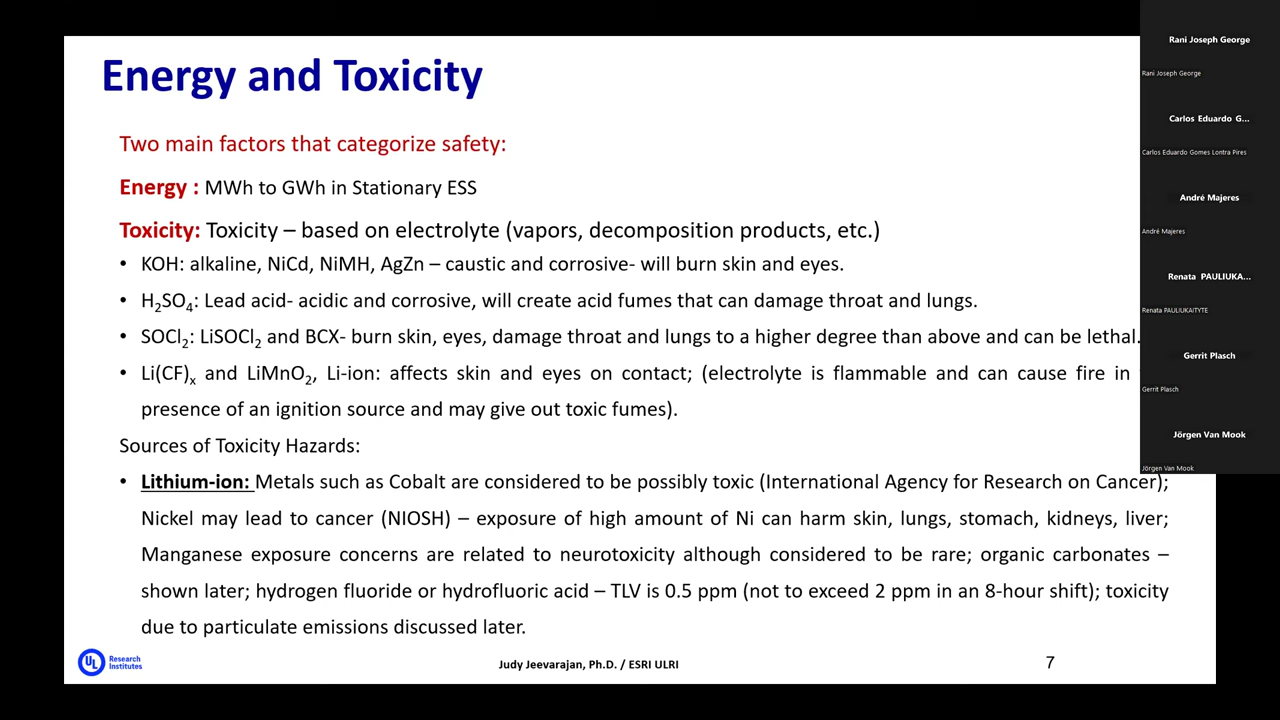 Energy and Toxicity
Two main factors that categorize safety:
Energy : MWh to GWh in Stationary ESS
Toxicity: Toxicity – based on electrolyte (vapors, decomposition products, etc.)
• KOH: alkaline, NiCd, NiMH, AgZn – caustic and corrosive- will burn skin and eyes.
• H₂SO₄: Lead acid- acidic and corrosive, will create acid fumes that can damage throat and lungs.
• SOCl₂: LiSOCl₂ and BCX- burn skin, eyes, damage throat and lungs to a higher degree than above and can be lethal.
• Li(CF)ₓ and LiMnO₂, Li-ion: affects skin and eyes on contact; (electrolyte is flammable and can cause fire in
presence of an ignition source and may give out toxic fumes).
Sources of Toxicity Hazards:
• Lithium-ion: Metals such as Cobalt are considered to be possibly toxic (International Agency for Research on Cancer);
Nickel may lead to cancer (NIOSH) – exposure of high amount of Ni can harm skin, lungs, stomach, kidneys, liver;
Manganese exposure concerns are related to neurotoxicity although considered to be rare; organic carbonates –
shown later; hydrogen fluoride or hydrofluoric acid – TLV is 0.5 ppm (not to exceed 2 ppm in an 8-hour shift); toxicity
due to particulate emissions discussed later.
UL Research
Institutes
Judy Jeevarajan, Ph.D. / ESRI ULRI
7
Rani Joseph George
Rani Joseph George
Carlos Eduardo G...
Carlos Eduardo Gomes Lontra Pires
André Majeres
André Majeres
Renata PAULIUKA...
Renata PAULIUKAITYTE
Gerrit Plasch
Gerrit Plasch
Jörgen Van Mook
Jörgen Van Mook